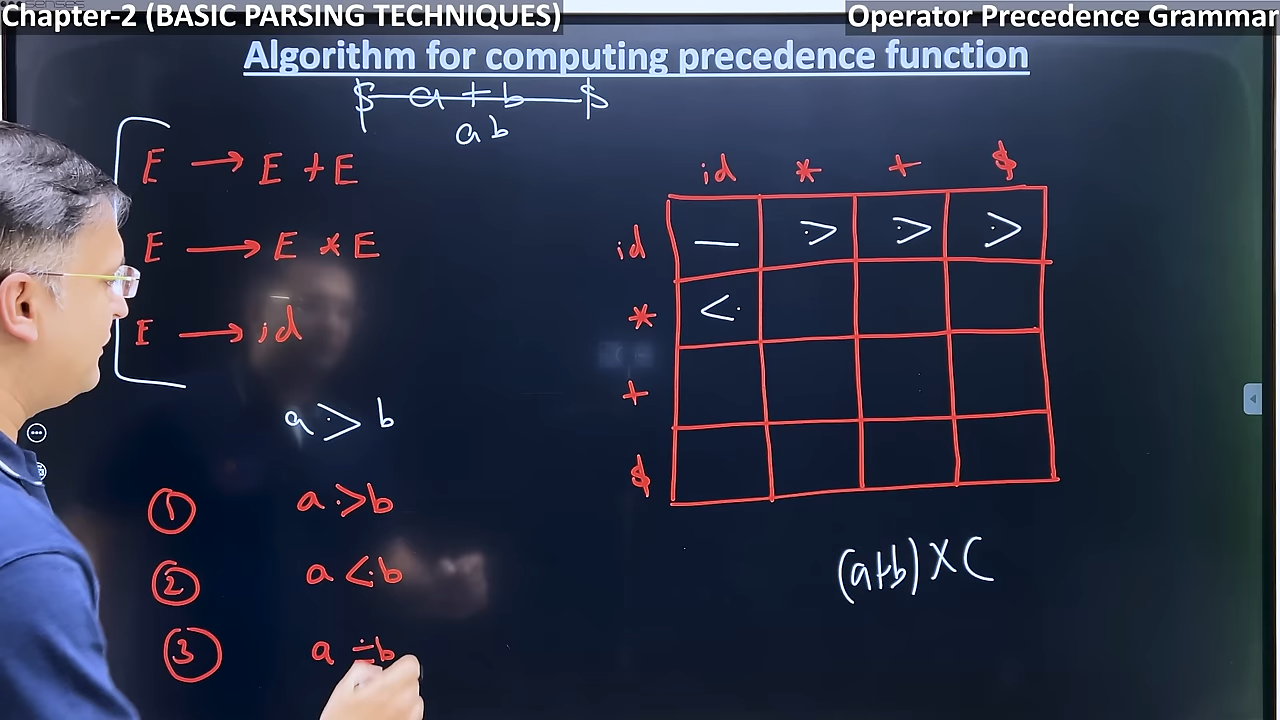 Chapter-2 (BASIC PARSING TECHNIQUES)
Operator Precedence Grammar
Algorithm for computing precedence function
$ a + b $
a b
E → E + E
E → E * E
E → id
a ⋗ b
① a ⋗ b
② a ⋖ b
③ a ≐ b
id * + $
id — ⋗ ⋗ ⋗
* ⋖
+
$
(a+b) X C